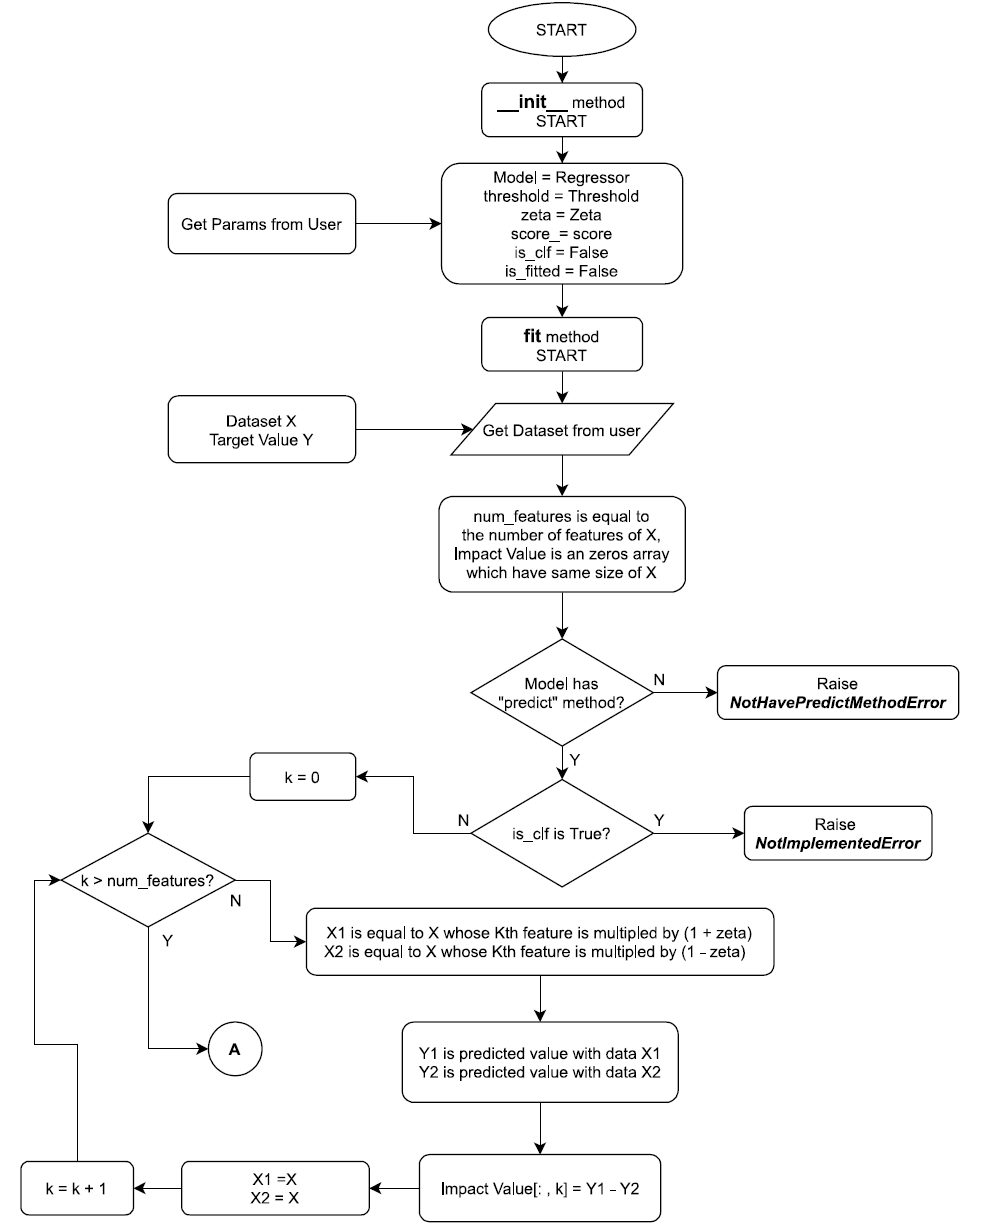 START
__init__ method
START
Model = Regressor
threshold = Threshold
zeta = Zeta
score_= score
is_clf = False
is_fitted = False
Get Params from User
fit method
START
Dataset X
Target Value Y
Get Dataset from user
num_features is equal to
the number of features of X,
Impact Value is an zeros array
which have same size of X
Model has
"predict" method?
N
Raise
NotHavePredictMethodError
Y
k = 0
N
is_clf is True?
Y
Raise
NotImplementedError
k > num_features?
N
Y
X1 is equal to X whose Kth feature is multipled by (1 + zeta)
X2 is equal to X whose Kth feature is multipled by (1 - zeta)
A
Y1 is predicted value with data X1
Y2 is predicted value with data X2
k = k + 1
X1 =X
X2 = X
Impact Value[: , k] = Y1 - Y2